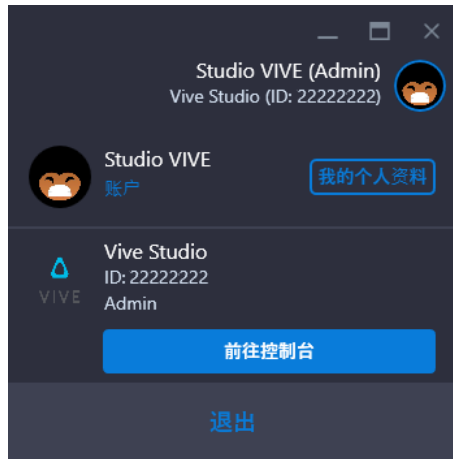 Studio VIVE (Admin)
Vive Studio (ID: 22222222)
Studio VIVE
账户
我的个人资料
Vive Studio
ID: 22222222
VIVE
Admin
前往控制台
退出